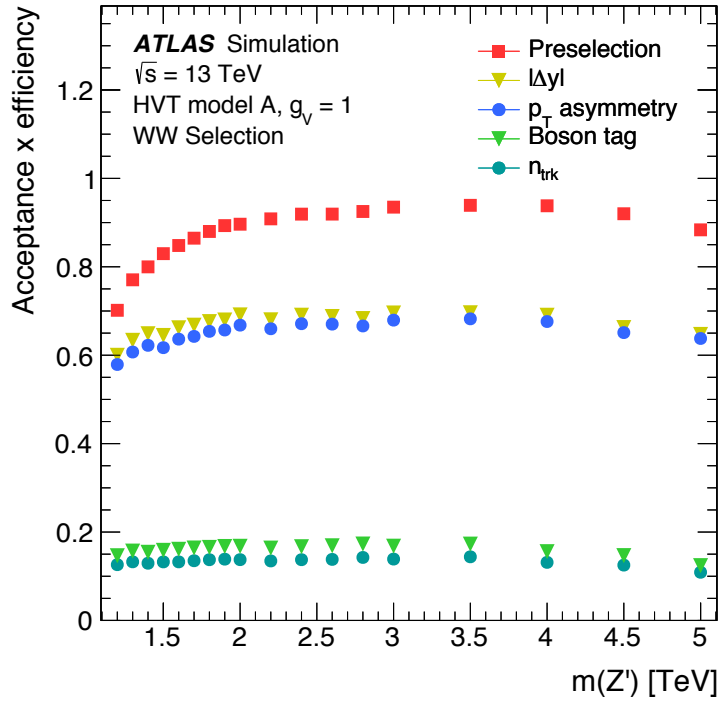 ATLAS Simulation
√s = 13 TeV
HVT model A, g_V = 1
WW Selection
Preselection
|Δy|
p_T asymmetry
Boson tag
n_trk
Acceptance x efficiency
1.2
1
0.8
0.6
0.4
0.2
0
1.5 2 2.5 3 3.5 4 4.5 5
m(Z') [TeV]